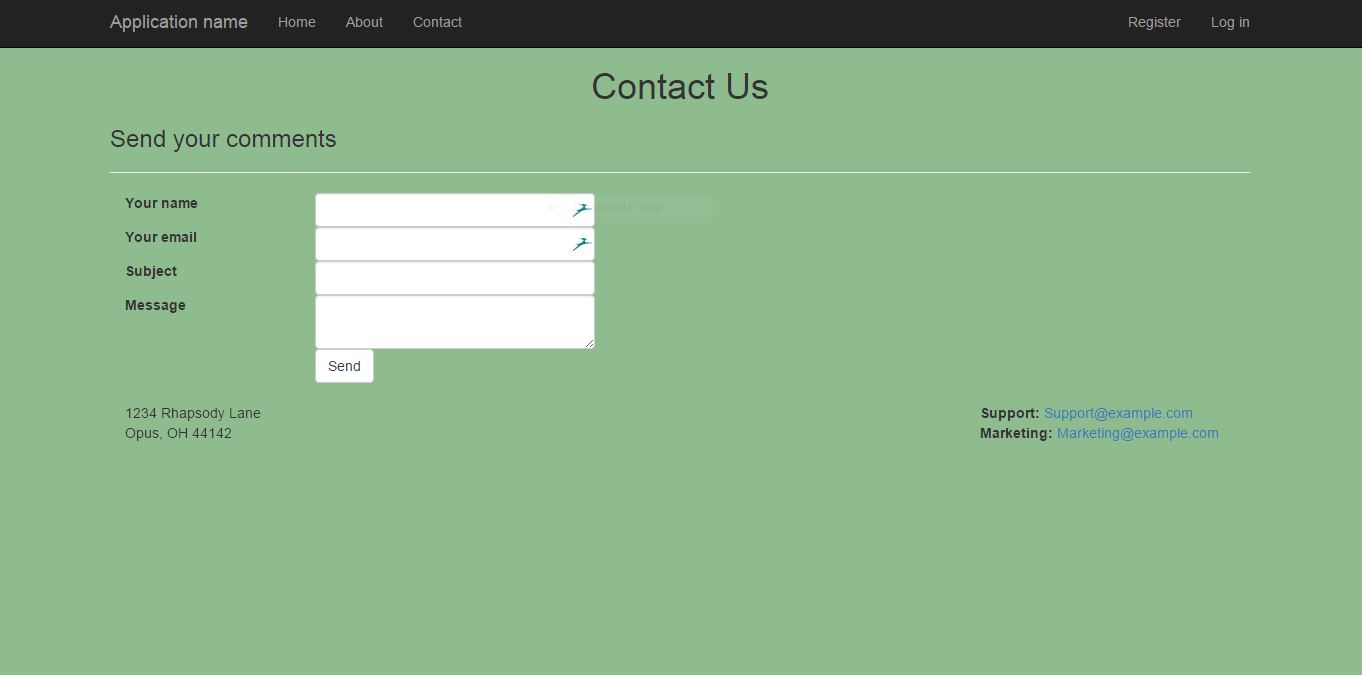 Application name Home About Contact Register Log in
Contact Us
Send your comments
Your name
Your email
Subject
Message
Send
1234 Rhapsody Lane
Opus, OH 44142
Support: Support@example.com
Marketing: Marketing@example.com